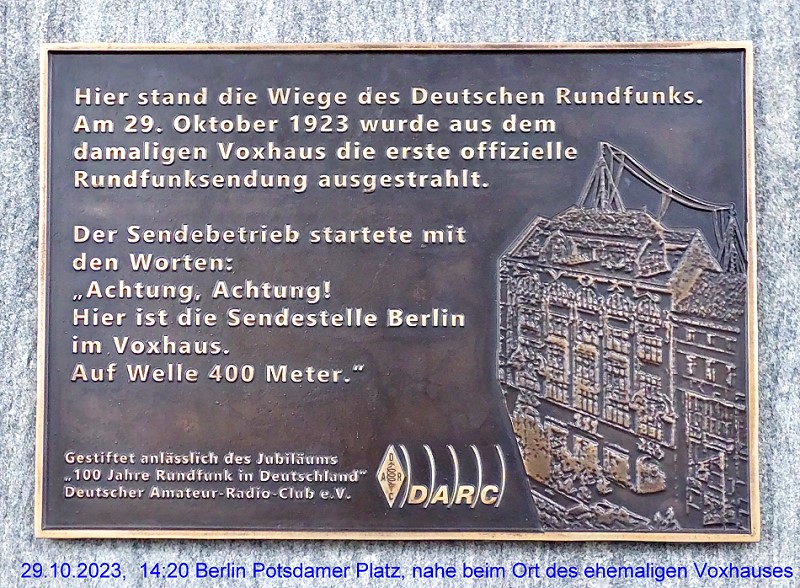 Hier stand die Wiege des Deutschen Rundfunks.
Am 29. Oktober 1923 wurde aus dem
damaligen Voxhaus die erste offizielle
Rundfunksendung ausgestrahlt.
Der Sendebetrieb startete mit
den Worten:
„Achtung, Achtung!
Hier ist die Sendestelle Berlin
im Voxhaus.
Auf Welle 400 Meter.“
VOX
Gestiftet anlässlich des Jubiläums
„100 Jahre Rundfunk in Deutschland“
Deutscher Amateur-Radio-Club e.V.
DARC
29.10.2023, 14:20 Berlin Potsdamer Platz, nahe beim Ort des ehemaligen Voxhauses